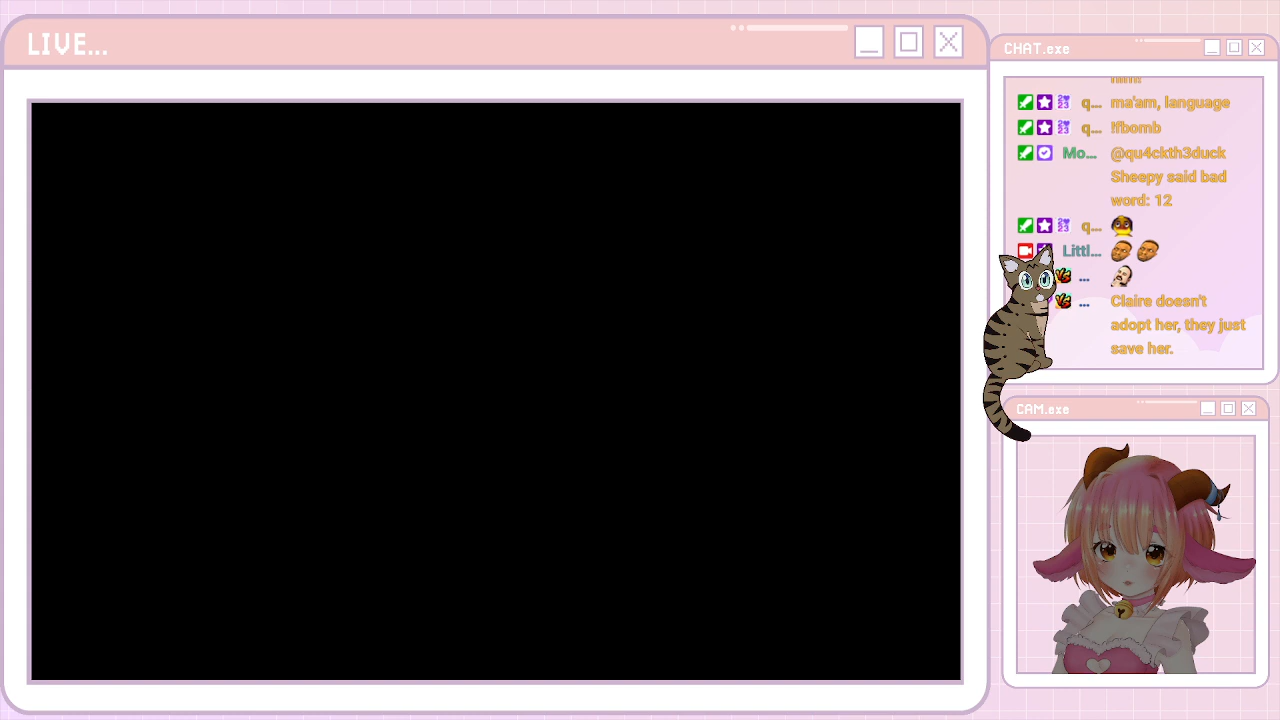 LIVE...
CHAT.exe
q... ma'am, language
q... !fbomb
Mo... @qu4ckth3duck
Sheepy said bad
word: 12
q...
Littl...
...
... Claire doesn't
adopt her, they just
save her.
CAM.exe